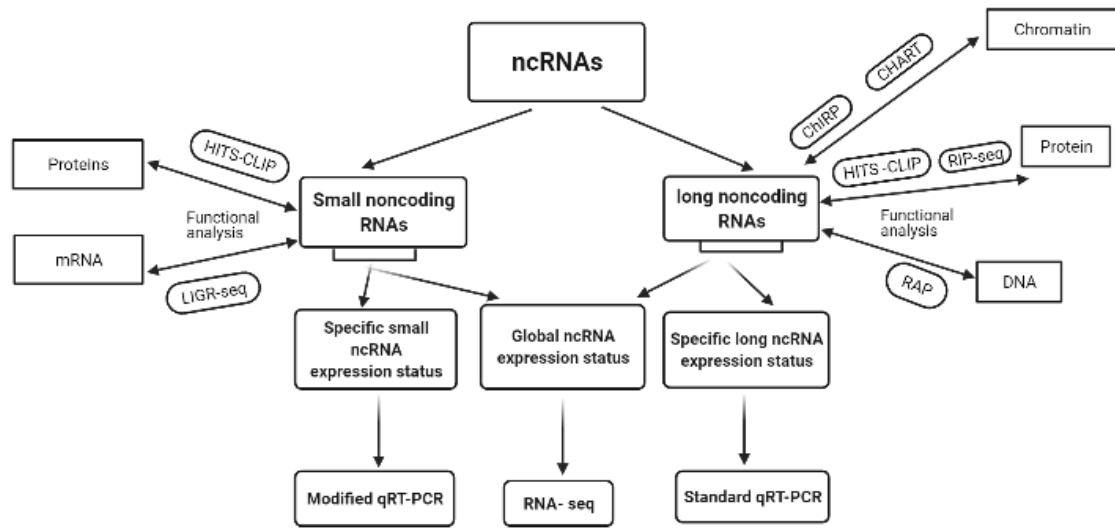 ncRNAs
Chromatin
CHART
ChIRP
Proteins
HITS-CLIP
HITS -CLIP
RIP-seq
Protein
Small noncoding
RNAs
long noncoding
RNAs
Functional
analysis
Functional
analysis
mRNA
LIGR-seq
RAP
DNA
Specific small
ncRNA
expression status
Global ncRNA
expression status
Specific long ncRNA
expression status
Modified qRT-PCR
RNA- seq
Standard qRT-PCR